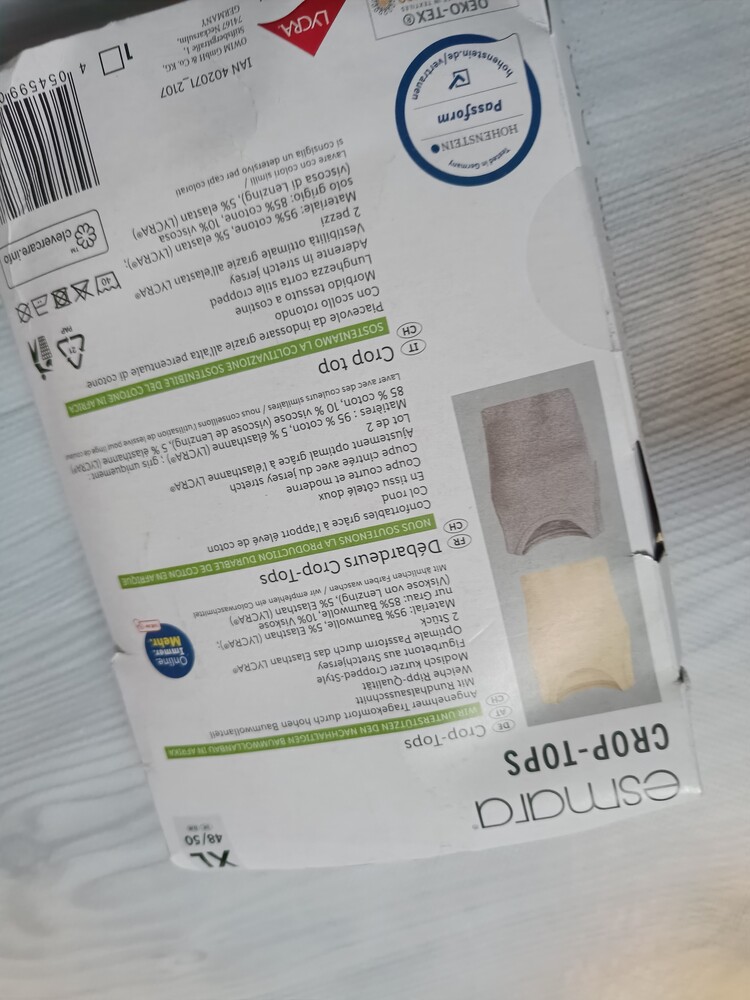 XL
48/50
esmara®
CROP-TOPS
DE AT CH Crop-Tops
WIR UNTERSTÜTZEN DEN NACHHALTIGEN BAUMWOLLANBAU IN AFRIKA
Angenehmer Tragekomfort durch hohen Baumwollanteil
Mit Rundhalsausschnitt
Weiche Ripp-Qualität
Modisch kurzer Cropped-Style
Figurbetont aus Stretchjersey
Optimale Passform durch das Elasthan LYCRA®
2 Stück
Material: 95% Baumwolle, 5% Elasthan (LYCRA®);
nur Grau: 85% Baumwolle, 10% Viskose
(Viskose von Lenzing), 5% Elasthan (LYCRA®)
Mit ähnlichen Farben waschen / wir empfehlen ein Colorwaschmittel
Online.
Immer.
Mehr.
FR CH Débardeurs Crop-Tops
NOUS SOUTENONS LA PRODUCTION DURABLE DE COTON EN AFRIQUE
Confortables grâce à l'apport élevé de coton
Col rond
En tissu côtelé doux
Coupe courte et moderne
Coupe cintrée avec du jersey stretch
Ajustement optimal grâce à l'élasthanne LYCRA®
Lot de 2
Matières : 95 % coton, 5 % élasthanne (LYCRA®) ; gris uniquement :
85 % coton, 10 % viscose (viscose de Lenzing), 5 % élasthanne (LYCRA®)
Laver avec des couleurs similaires / nous conseillons l'utilisation de lessive pour linge de couleur
IT CH Crop top
SOSTENIAMO LA COLTIVAZIONE SOSTENIBILE DEL COTONE IN AFRICA
Piacevole da indossare grazie all'alta percentuale di cotone
Con scollo rotondo
Morbido tessuto a costine
Lunghezza corta stile cropped
Aderente in stretch jersey
Vestibilità ottimale grazie all'elastan LYCRA®
2 pezzi
Materiale: 95% cotone, 5% elastan (LYCRA®);
solo grigio: 85% cotone, 10% viscosa
(viscosa di Lenzing), 5% elastan (LYCRA®)
Lavare con colori simili /
si consiglia un detersivo per capi colorati
21
PAP
40
clevercare.info
™
Tested in Germany
HOHENSTEIN
Passform
hohenstein.de/vertrauen
IAN 402071_2107
OWIM GmbH & Co. KG,
Stiftsbergstraße 1,
74167 Neckarsulm,
GERMANY
LYCRA®
OEKO-TEX®
1
4 054599